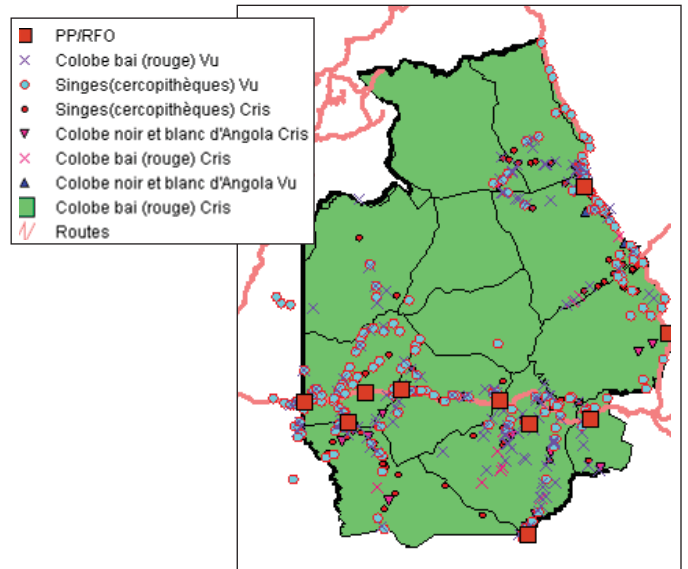 PP/RFO
Colobe bai (rouge) Vu
Singes(cercopithèques) Vu
Singes(cercopithèques) Cris
Colobe noir et blanc d'Angola Cris
Colobe bai (rouge) Cris
Colobe noir et blanc d'Angola Vu
Colobe bai (rouge) Cris
Routes